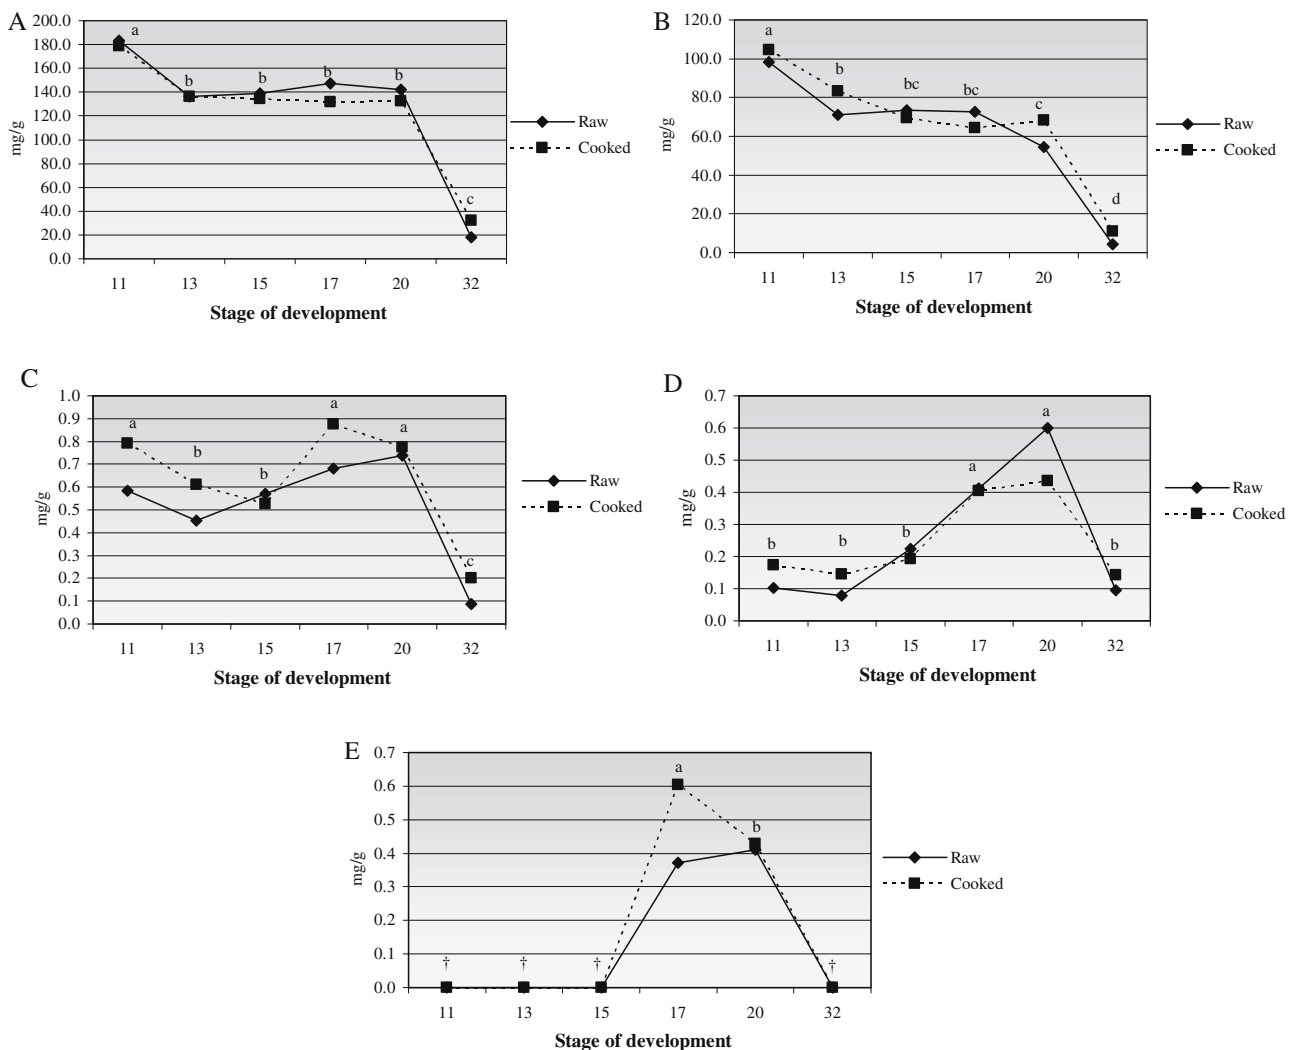 A
200.0
180.0
160.0
140.0
120.0
100.0
80.0
60.0
40.0
20.0
0.0
mg/g
a
b
b
b
b
c
11 13 15 17 20 32
Stage of development
Raw
Cooked
B
120.0
100.0
80.0
60.0
40.0
20.0
0.0
mg/g
a
b
bc
bc
c
d
11 13 15 17 20 32
Stage of development
Raw
Cooked
C
1.0
0.9
0.8
0.7
0.6
0.5
0.4
0.3
0.2
0.1
0.0
mg/g
a
b
b
a
a
c
11 13 15 17 20 32
Stage of development
Raw
Cooked
D
0.7
0.6
0.5
0.4
0.3
0.2
0.1
0.0
mg/g
b
b
b
a
a
b
11 13 15 17 20 32
Stage of development
Raw
Cooked
E
0.7
0.6
0.5
0.4
0.3
0.2
0.1
0.0
mg/g
†
†
†
a
b
†
11 13 15 17 20 32
Stage of development
Raw
Cooked